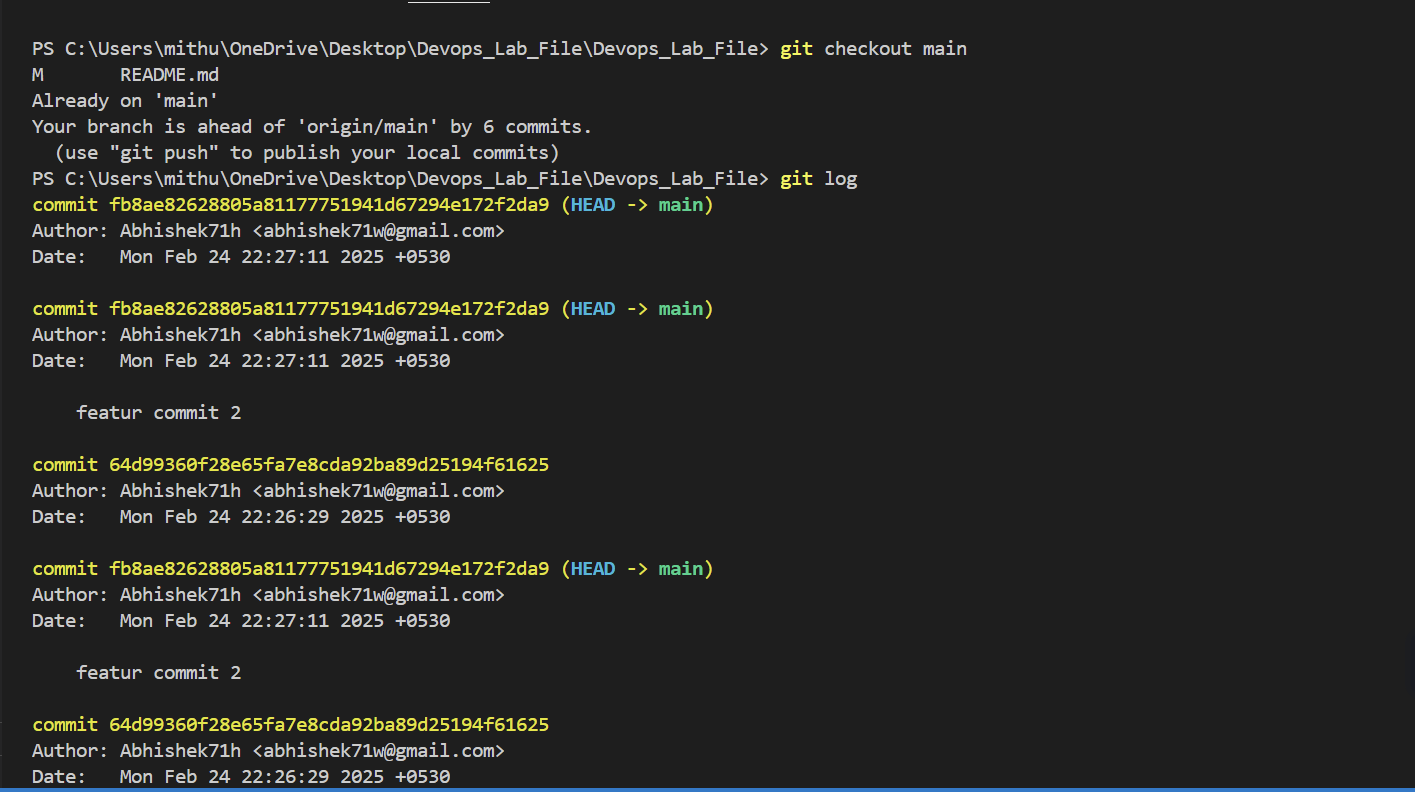 PS C:\Users\mithu\OneDrive\Desktop\Devops_Lab_File\Devops_Lab_File> git checkout main
M       README.md
Already on 'main'
Your branch is ahead of 'origin/main' by 6 commits.
  (use "git push" to publish your local commits)
PS C:\Users\mithu\OneDrive\Desktop\Devops_Lab_File\Devops_Lab_File> git log
commit fb8ae82628805a81177751941d67294e172f2da9 (HEAD -> main)
Author: Abhishek71h <abhishek71w@gmail.com>
Date:   Mon Feb 24 22:27:11 2025 +0530

commit fb8ae82628805a81177751941d67294e172f2da9 (HEAD -> main)
Author: Abhishek71h <abhishek71w@gmail.com>
Date:   Mon Feb 24 22:27:11 2025 +0530

    featur commit 2

commit 64d99360f28e65fa7e8cda92ba89d25194f61625
Author: Abhishek71h <abhishek71w@gmail.com>
Date:   Mon Feb 24 22:26:29 2025 +0530

commit fb8ae82628805a81177751941d67294e172f2da9 (HEAD -> main)
Author: Abhishek71h <abhishek71w@gmail.com>
Date:   Mon Feb 24 22:27:11 2025 +0530

    featur commit 2

commit 64d99360f28e65fa7e8cda92ba89d25194f61625
Author: Abhishek71h <abhishek71w@gmail.com>
Date:   Mon Feb 24 22:26:29 2025 +0530